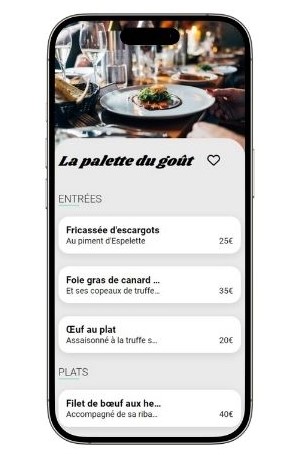 La palette du goût
ENTRÉES
Fricassée d'escargots
Au piment d'Espelette
25€
Foie gras de canard ...
Et ses copeaux de truffe...
35€
Œuf au plat
Assaisonné à la truffe s...
20€
PLATS
Filet de bœuf aux he...
Accompagné de sa riba...
40€